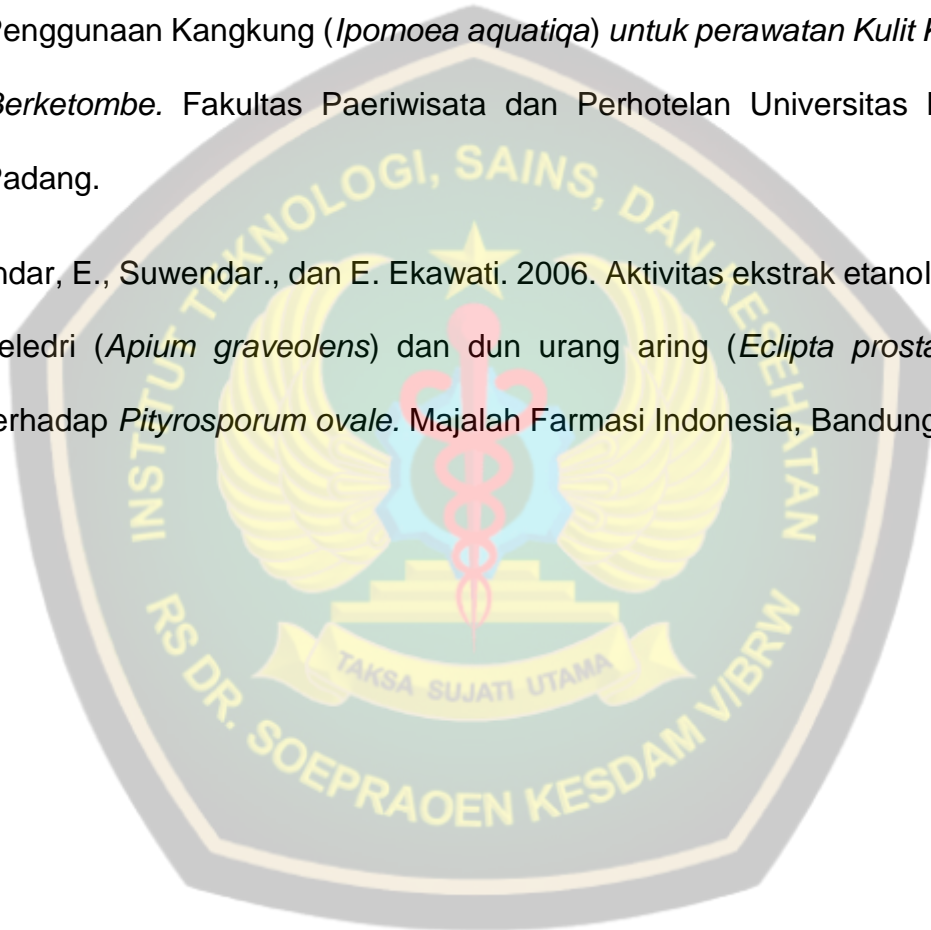 Penggunaan Kangkung (Ipomoea aquatiqa) untuk perawatan Kulit
Berketombe. Fakultas Paeriwisata dan Perhotelan Universitas
Padang.
ndar, E., Suwendar., dan E. Ekawati. 2006. Aktivitas ekstrak etanol
eledri (Apium graveolens) dan dun urang aring (Eclipta prosta
erhadap Pityrosporum ovale. Majalah Farmasi Indonesia, Bandung
INSTITUT TEKNOLOGI, SAINS, DAN KESEHATAN
TAKSA SUJATI UTAMA
RS DR. SOEPRAOEN KESDAM V/BRW